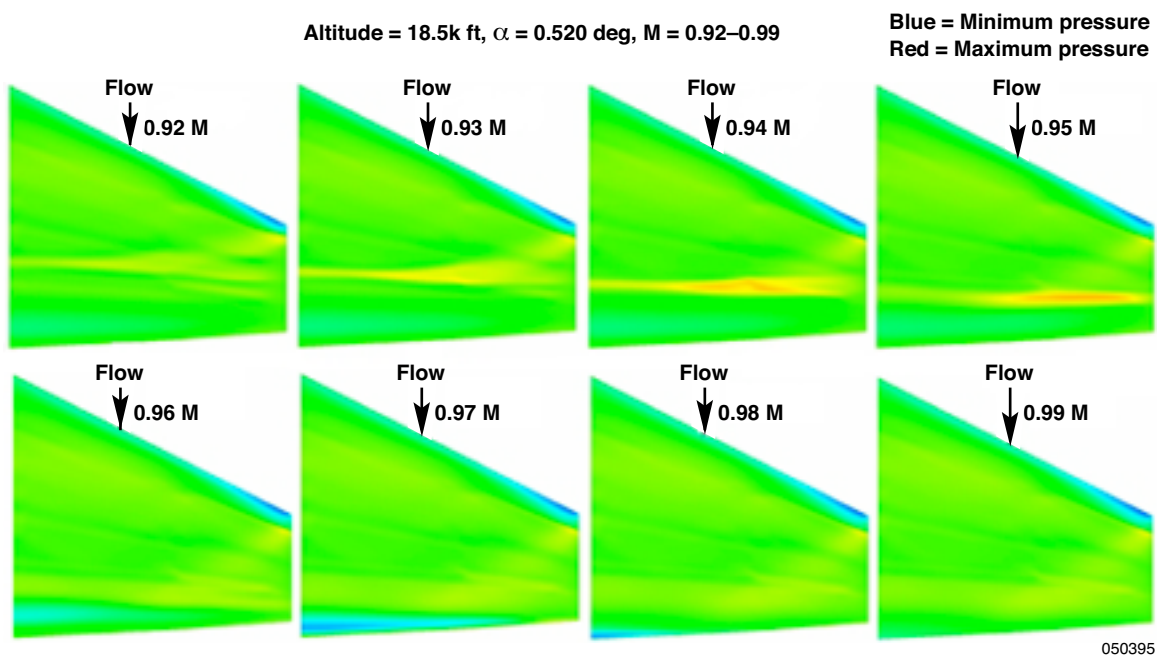 Altitude = 18.5k ft, α = 0.520 deg, M = 0.92–0.99
Blue = Minimum pressure
Red = Maximum pressure
Flow
0.92 M
Flow
0.93 M
Flow
0.94 M
Flow
0.95 M
Flow
0.96 M
Flow
0.97 M
Flow
0.98 M
Flow
0.99 M
050395